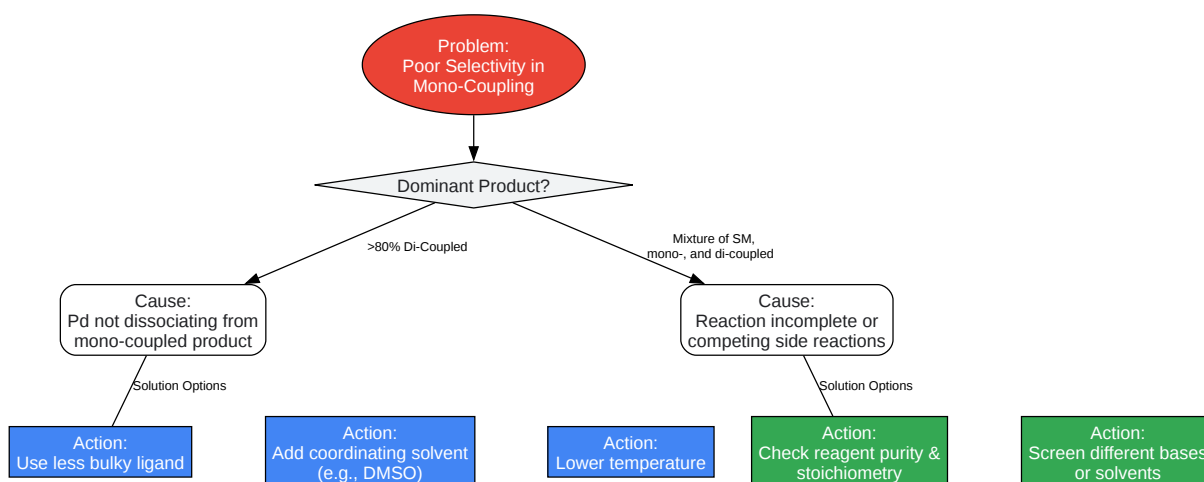 Problem:
Poor Selectivity in
Mono-Coupling
Dominant Product?
>80% Di-Coupled
Mixture of SM,
mono-, and di-coupled
Cause:
Pd not dissociating from
mono-coupled product
Cause:
Reaction incomplete or
competing side reactions
Solution Options
Solution Options
Action:
Use less bulky ligand
Action:
Add coordinating solvent
(e.g., DMSO)
Action:
Lower temperature
Action:
Check reagent purity &
stoichiometry
Action:
Screen different bases
or solvents